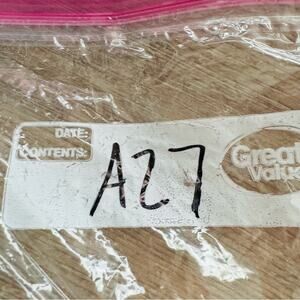 DATE:
CONTENTS:
A27
Great
Value